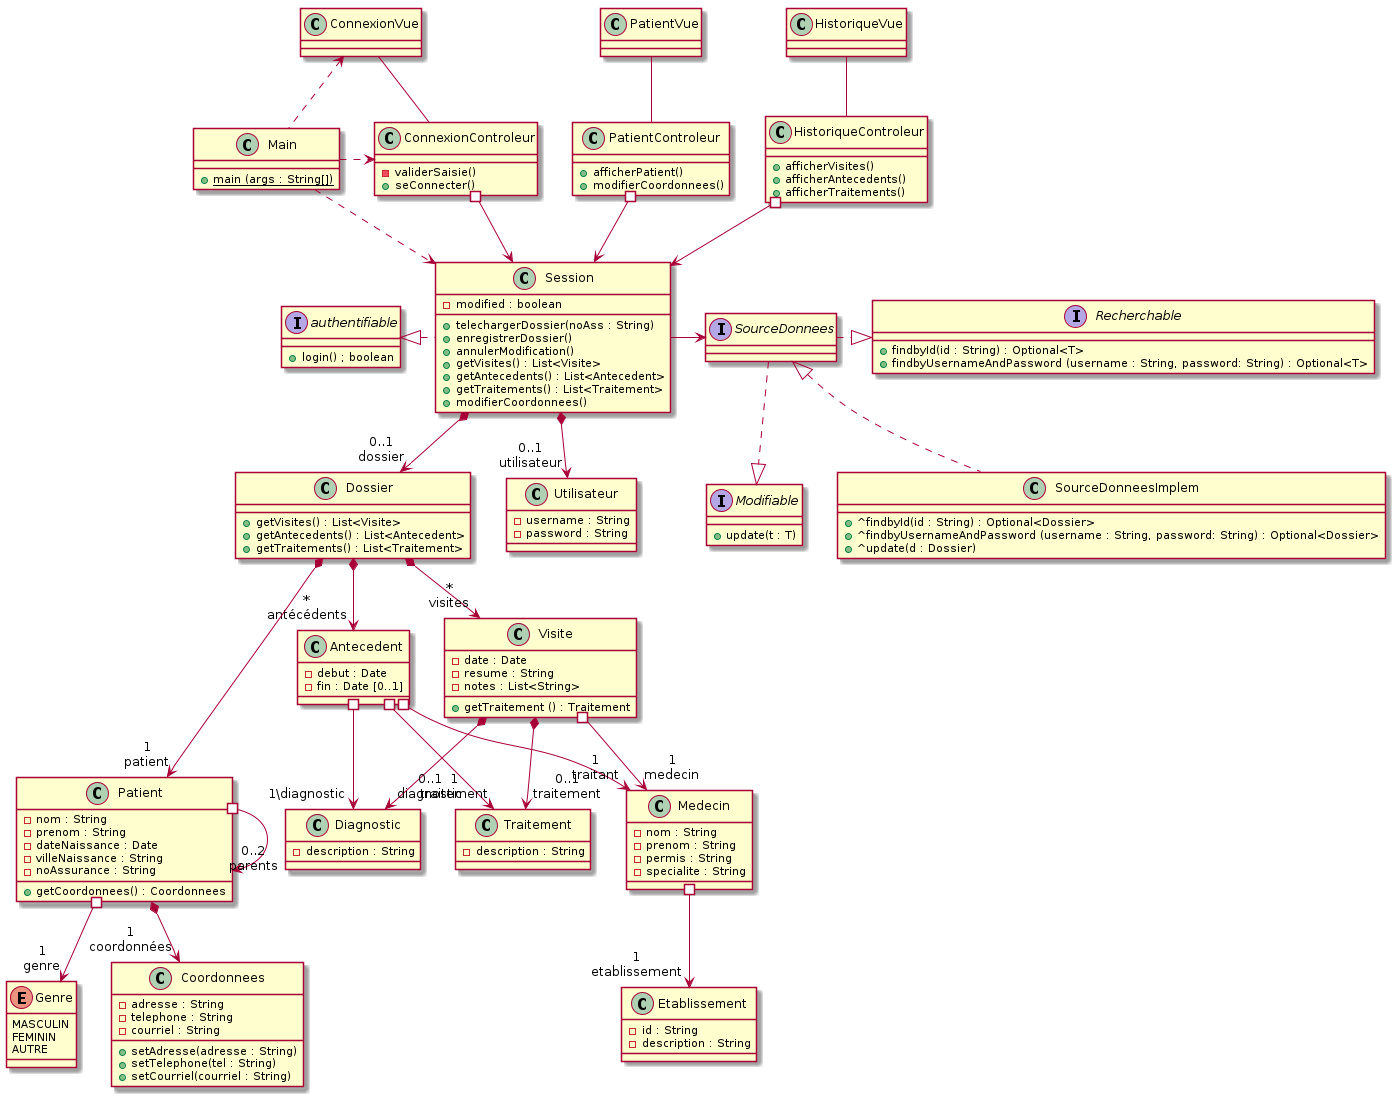 C ConnexionVue
C PatientVue
C HistoriqueVue
C Main
main (args : String[])
C ConnexionControleur
validerSaisie()
seConnecter()
C PatientControleur
afficherPatient()
modifierCoordonnees()
C HistoriqueControleur
afficherVisites()
afficherAntecedents()
afficherTraitements()
I authentifiable
login() ; boolean
C Session
modified : boolean
telechargerDossier(noAss : String)
enregistrerDossier()
annulerModification()
getVisites() : List<Visite>
getAntecedents() : List<Antecedent>
getTraitements() : List<Traitement>
modifierCoordonnees()
I SourceDonnees
I Recherchable
findbyId(id : String) : Optional<T>
findbyUsernameAndPassword (username : String, password: String) : Optional<T>
0..1
dossier
0..1
utilisateur
C Dossier
getVisites() : List<Visite>
getAntecedents() : List<Antecedent>
getTraitements() : List<Traitement>
C Utilisateur
username : String
password : String
I Modifiable
update(t : T)
C SourceDonneesImplem
^findbyId(id : String) : Optional<Dossier>
^findbyUsernameAndPassword (username : String, password: String) : Optional<Dossier>
^update(d : Dossier)
*
antécédents
*
visites
C Antecedent
debut : Date
fin : Date [0..1]
C Visite
date : Date
resume : String
notes : List<String>
getTraitement () : Traitement
1
patient
1\diagnostic
0..1
diagnostic
1
traitement
0..1
traitement
1
traitant
1
medecin
C Patient
nom : String
prenom : String
dateNaissance : Date
villeNaissance : String
noAssurance : String
getCoordonnees() : Coordonnees
0..2
parents
C Diagnostic
description : String
C Traitement
description : String
C Medecin
nom : String
prenom : String
permis : String
specialite : String
1
genre
1
coordonnées
1
etablissement
E Genre
MASCULIN
FEMININ
AUTRE
C Coordonnees
adresse : String
telephone : String
courriel : String
setAdresse(adresse : String)
setTelephone(tel : String)
setCourriel(courriel : String)
C Etablissement
id : String
description : String